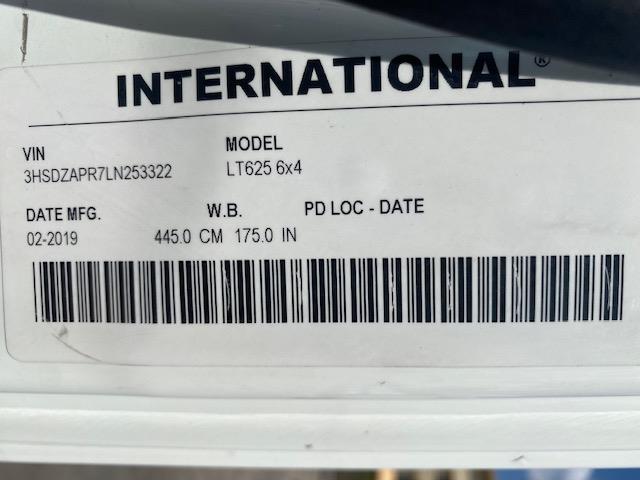 INTERNATIONAL®
VIN MODEL
3HSDZAPR7LN253322 LT625 6x4
DATE MFG. W.B. PD LOC - DATE
02-2019 445.0 CM 175.0 IN